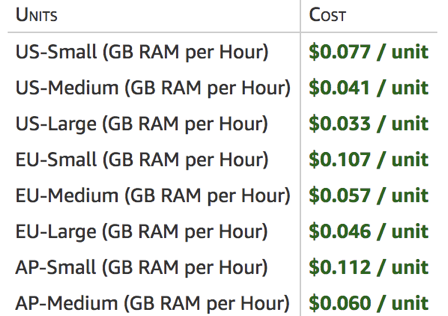 Units Cost
US-Small (GB RAM per Hour) $0.077 / unit
US-Medium (GB RAM per Hour) $0.041 / unit
US-Large (GB RAM per Hour) $0.033 / unit
EU-Small (GB RAM per Hour) $0.107 / unit
EU-Medium (GB RAM per Hour) $0.057 / unit
EU-Large (GB RAM per Hour) $0.046 / unit
AP-Small (GB RAM per Hour) $0.112 / unit
AP-Medium (GB RAM per Hour) $0.060 / unit